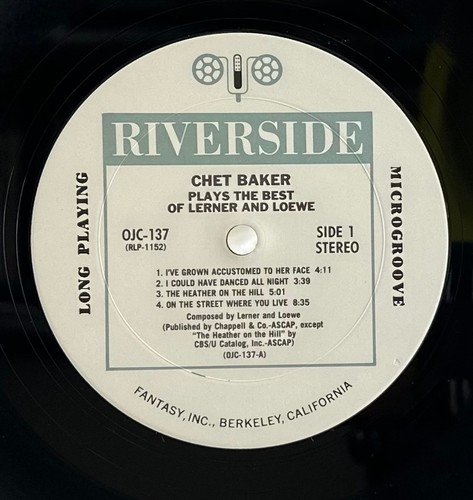 RIVERSIDE
CHET BAKER
PLAYS THE BEST
OF LERNER AND LOEWE
OJC-137
(RLP-1152)
SIDE 1
STEREO
LONG PLAYING
MICROGROOVE
1. I'VE GROWN ACCUSTOMED TO HER FACE 4:11
2. I COULD HAVE DANCED ALL NIGHT 3:39
3. THE HEATHER ON THE HILL 5:01
4. ON THE STREET WHERE YOU LIVE 8:35
Composed by Lerner and Loewe
(Published by Chappell & Co.-ASCAP, except
"The Heather on the Hill" by
CBS/U Catalog, Inc.-ASCAP)
(OJC-137-A)
FANTASY, INC., BERKELEY, CALIFORNIA